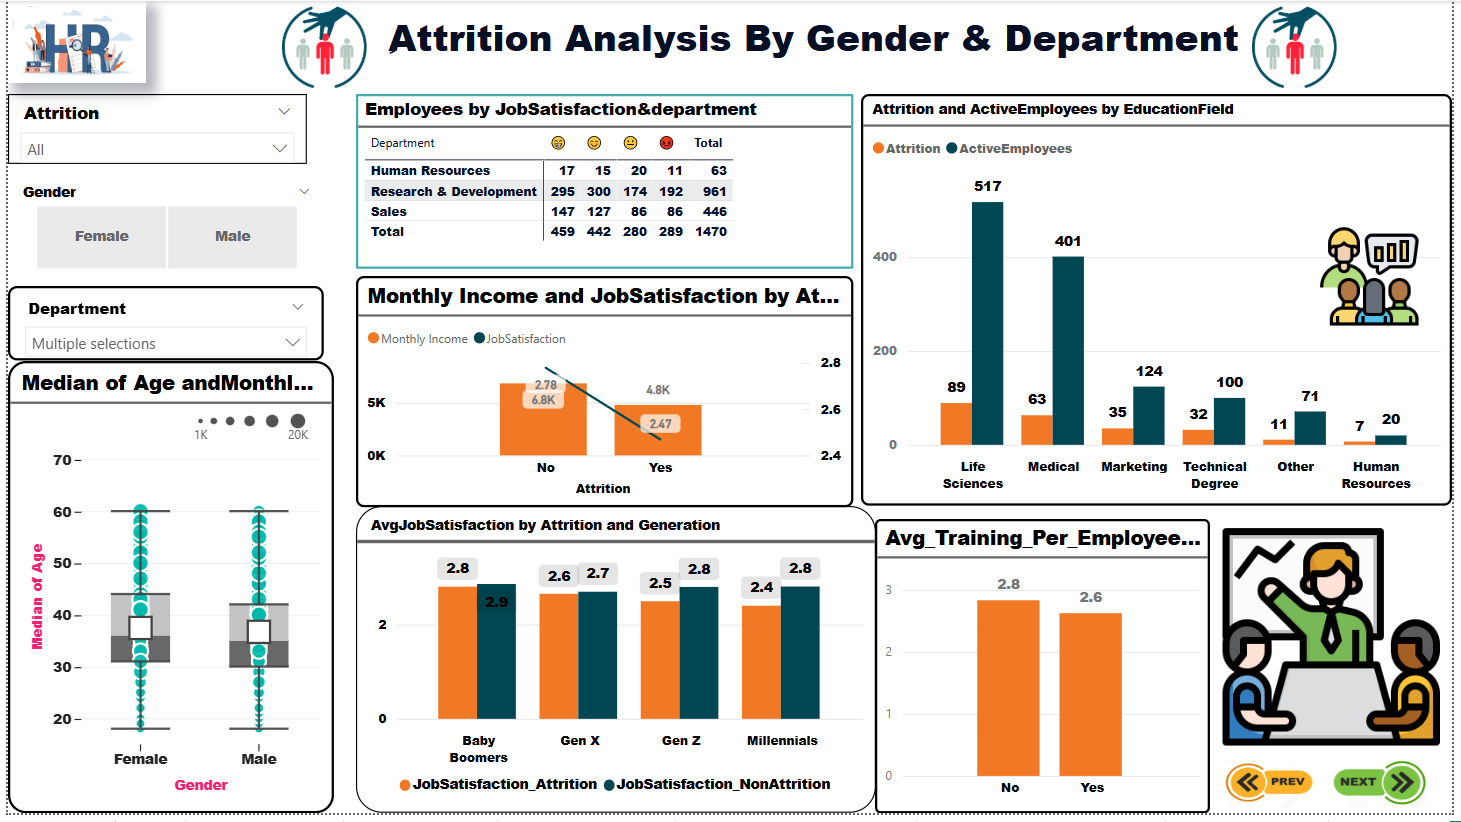 HR
Attrition Analysis By Gender & Department
Attrition
All
Gender
Female Male
Department
Multiple selections
Median of Age andMonthl...
1K 20K
70
60
50
40
30
20
Median of Age
Female Male
Gender
Employees by JobSatisfaction&department
Department 😁 😊 😐 😡 Total
Human Resources 17 15 20 11 63
Research & Development 295 300 174 192 961
Sales 147 127 86 86 446
Total 459 442 280 289 1470
Monthly Income and JobSatisfaction by At...
Monthly Income JobSatisfaction
2.8
2.78 4.8K
5K 6.8K
2.6
2.47
0K 2.4
No Yes
Attrition
AvgJobSatisfaction by Attrition and Generation
2.8 2.9 2.6 2.7 2.5 2.8 2.4 2.8
2
0
Baby
Boomers
Gen X Gen Z Millennials
JobSatisfaction_Attrition JobSatisfaction_NonAttrition
Attrition and ActiveEmployees by EducationField
Attrition ActiveEmployees
400
200
0
89 517 63 401 35 124 32 100 11 71 7 20
Life
Sciences
Medical
Marketing
Technical
Degree
Other
Human
Resources
Avg_Training_Per_Employee...
3
2
1
0
2.8 2.6
No Yes
PREV NEXT